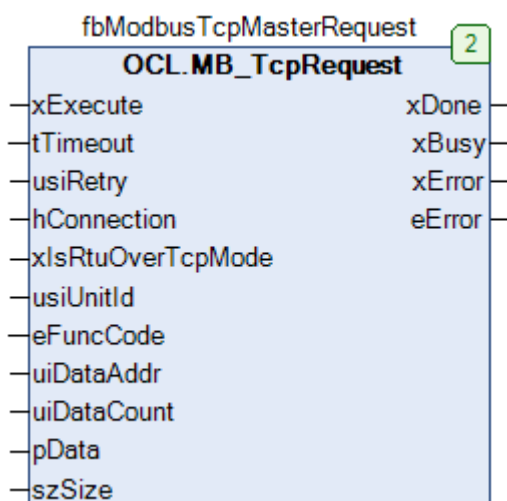 fbModbusTcpMasterRequest
2
OCL.MB_TcpRequest
xExecute xDone
tTimeout xBusy
usiRetry xError
hConnection eError
xIsRtuOverTcpMode
usiUnitId
eFuncCode
uiDataAddr
uiDataCount
pData
szSize